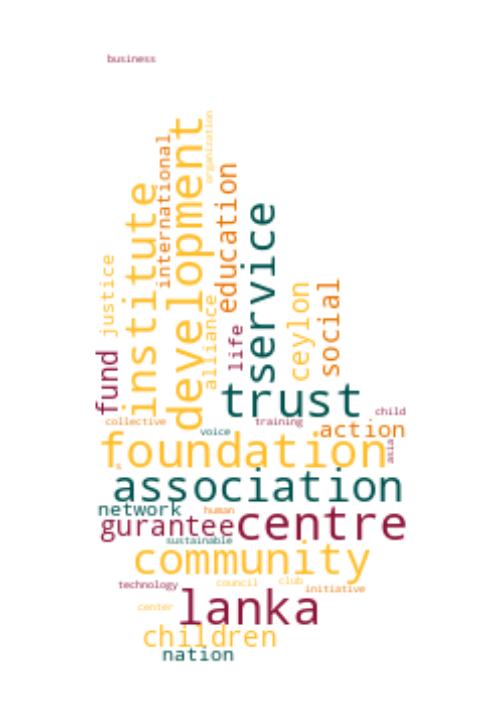 business
organization
development
international
institute
education
service
justice
alliance
life
ceylon
social
fund
trust
child
collective
voice
training
action
foundation
asia
s
association
network
human
gurantee
centre
sustainable
community
technology
council
club
initiative
center
lanka
children
nation